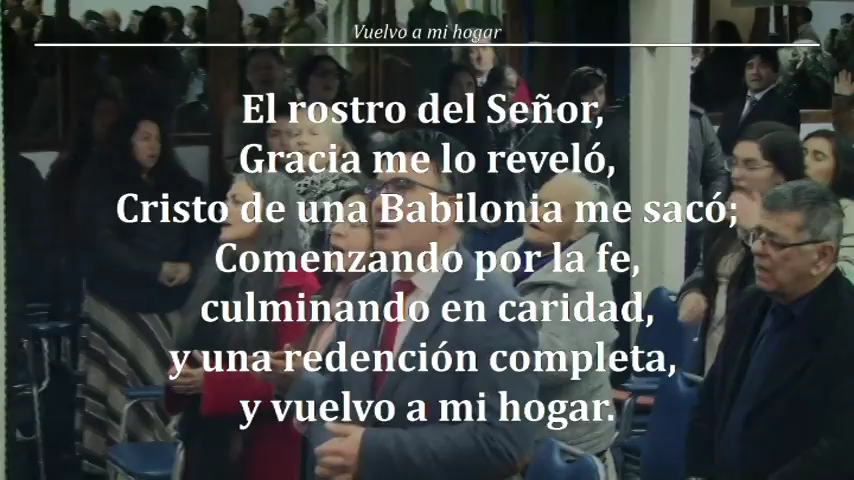 Vuelvo a mi hogar
El rostro del Señor,
Gracia me lo reveló,
Cristo de una Babilonia me sacó;
Comenzando por la fe,
culminando en caridad,
y una redención completa,
y vuelvo a mi hogar.